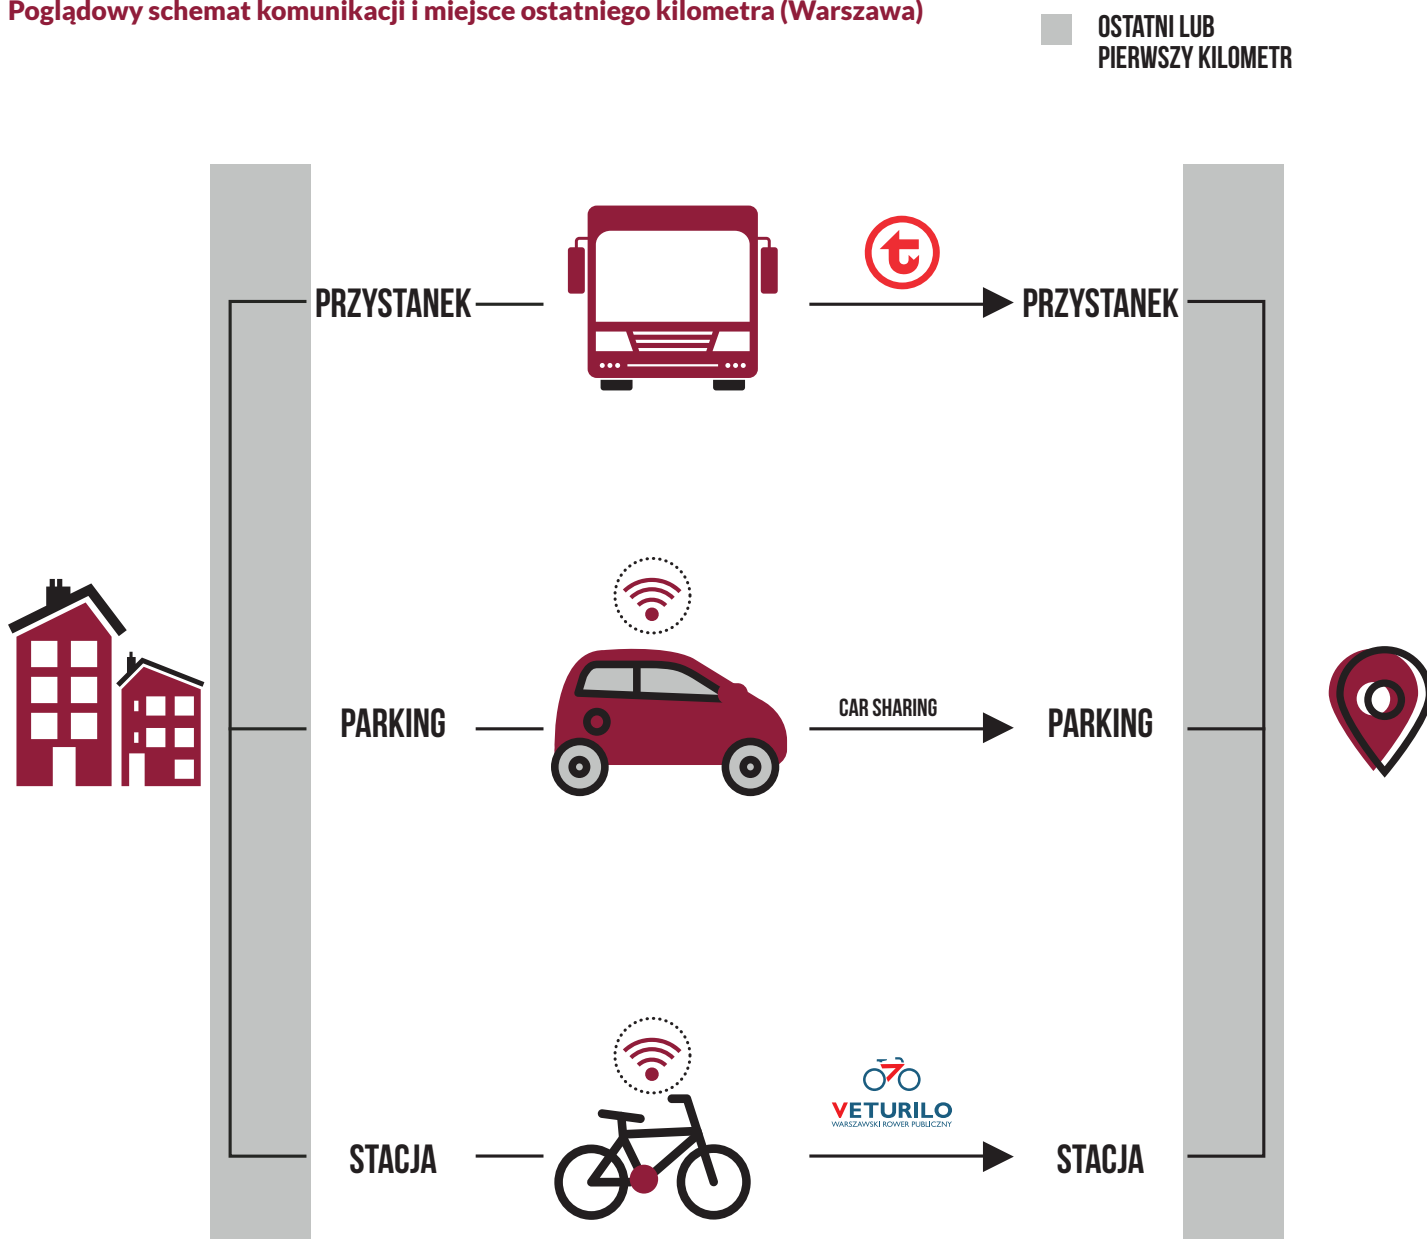 Poglądowy schemat komunikacji i miejsce ostatniego kilometra (Warszawa)
OSTATNI LUB
PIERWSZY KILOMETR
PRZYSTANEK
t
PRZYSTANEK
PARKING
CAR SHARING
PARKING
STACJA
VETURILO
WARSZAWSKI ROWER PUBLICZNY
STACJA